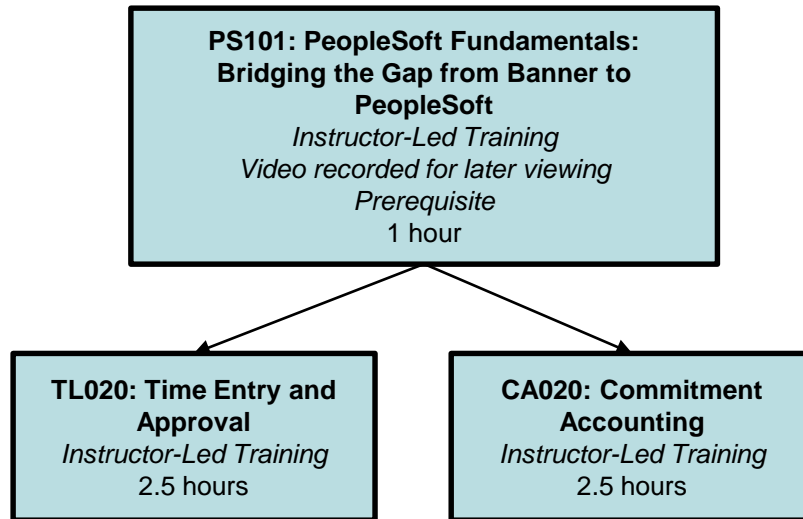 PS101: PeopleSoft Fundamentals:
Bridging the Gap from Banner to
PeopleSoft
Instructor-Led Training
Video recorded for later viewing
Prerequisite
1 hour
TL020: Time Entry and
Approval
Instructor-Led Training
2.5 hours
CA020: Commitment
Accounting
Instructor-Led Training
2.5 hours